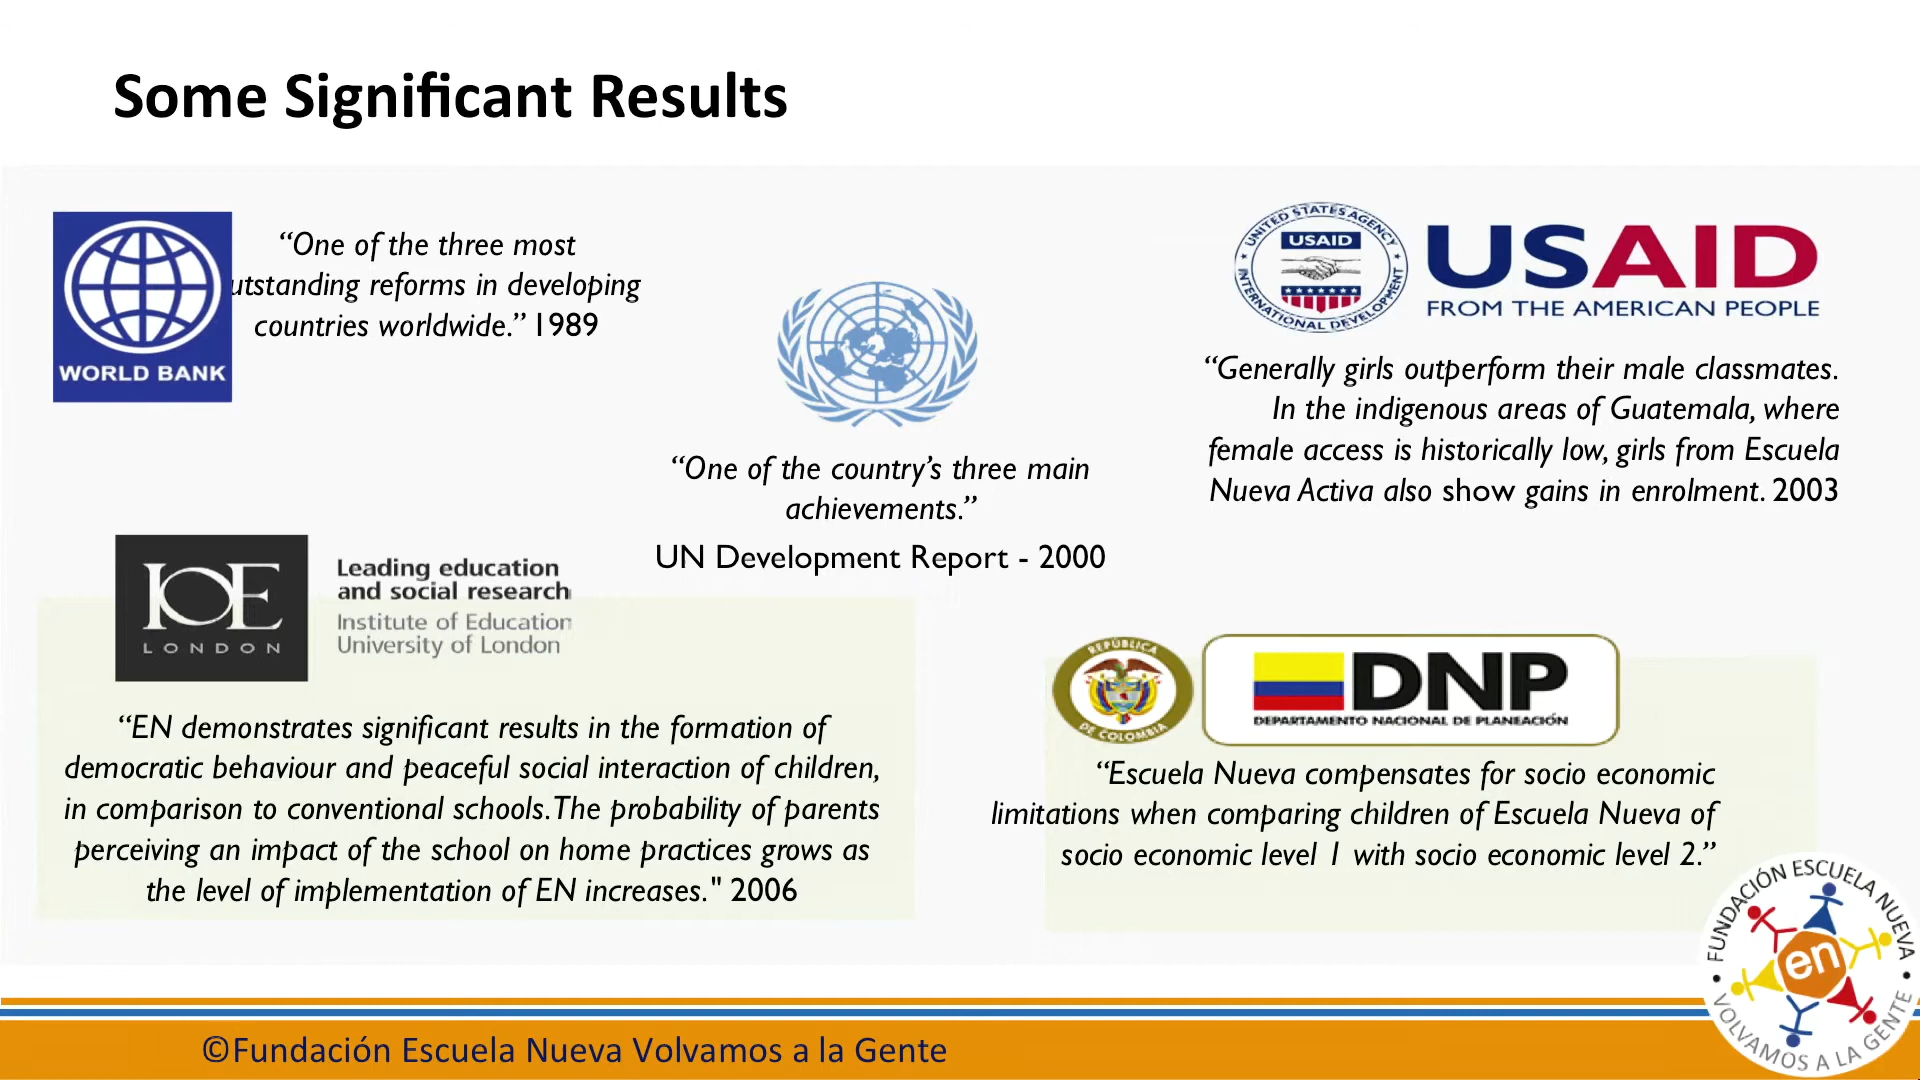 Some Significant Results
WORLD BANK
“One of the three most
utstanding reforms in developing
countries worldwide.” 1989
“One of the country’s three main
achievements.”
UN Development Report - 2000
UNITED STATES AGENCY
INTERNATIONAL DEVELOPMENT
USAID
USAID
FROM THE AMERICAN PEOPLE
“Generally girls outperform their male classmates.
In the indigenous areas of Guatemala, where
female access is historically low, girls from Escuela
Nueva Activa also show gains in enrolment. 2003
IOE
LONDON
Leading education
and social research
Institute of Education
University of London
“EN demonstrates significant results in the formation of
democratic behaviour and peaceful social interaction of children,
in comparison to conventional schools. The probability of parents
perceiving an impact of the school on home practices grows as
the level of implementation of EN increases." 2006
REPÚBLICA
DE COLOMBIA
DNP
DEPARTAMENTO NACIONAL DE PLANEACIÓN
“Escuela Nueva compensates for socio economic
limitations when comparing children of Escuela Nueva of
socio economic level 1 with socio economic level 2.”
FUNDACIÓN ESCUELA NUEVA
en
VOLVAMOS A LA GENTE
©Fundación Escuela Nueva Volvamos a la Gente